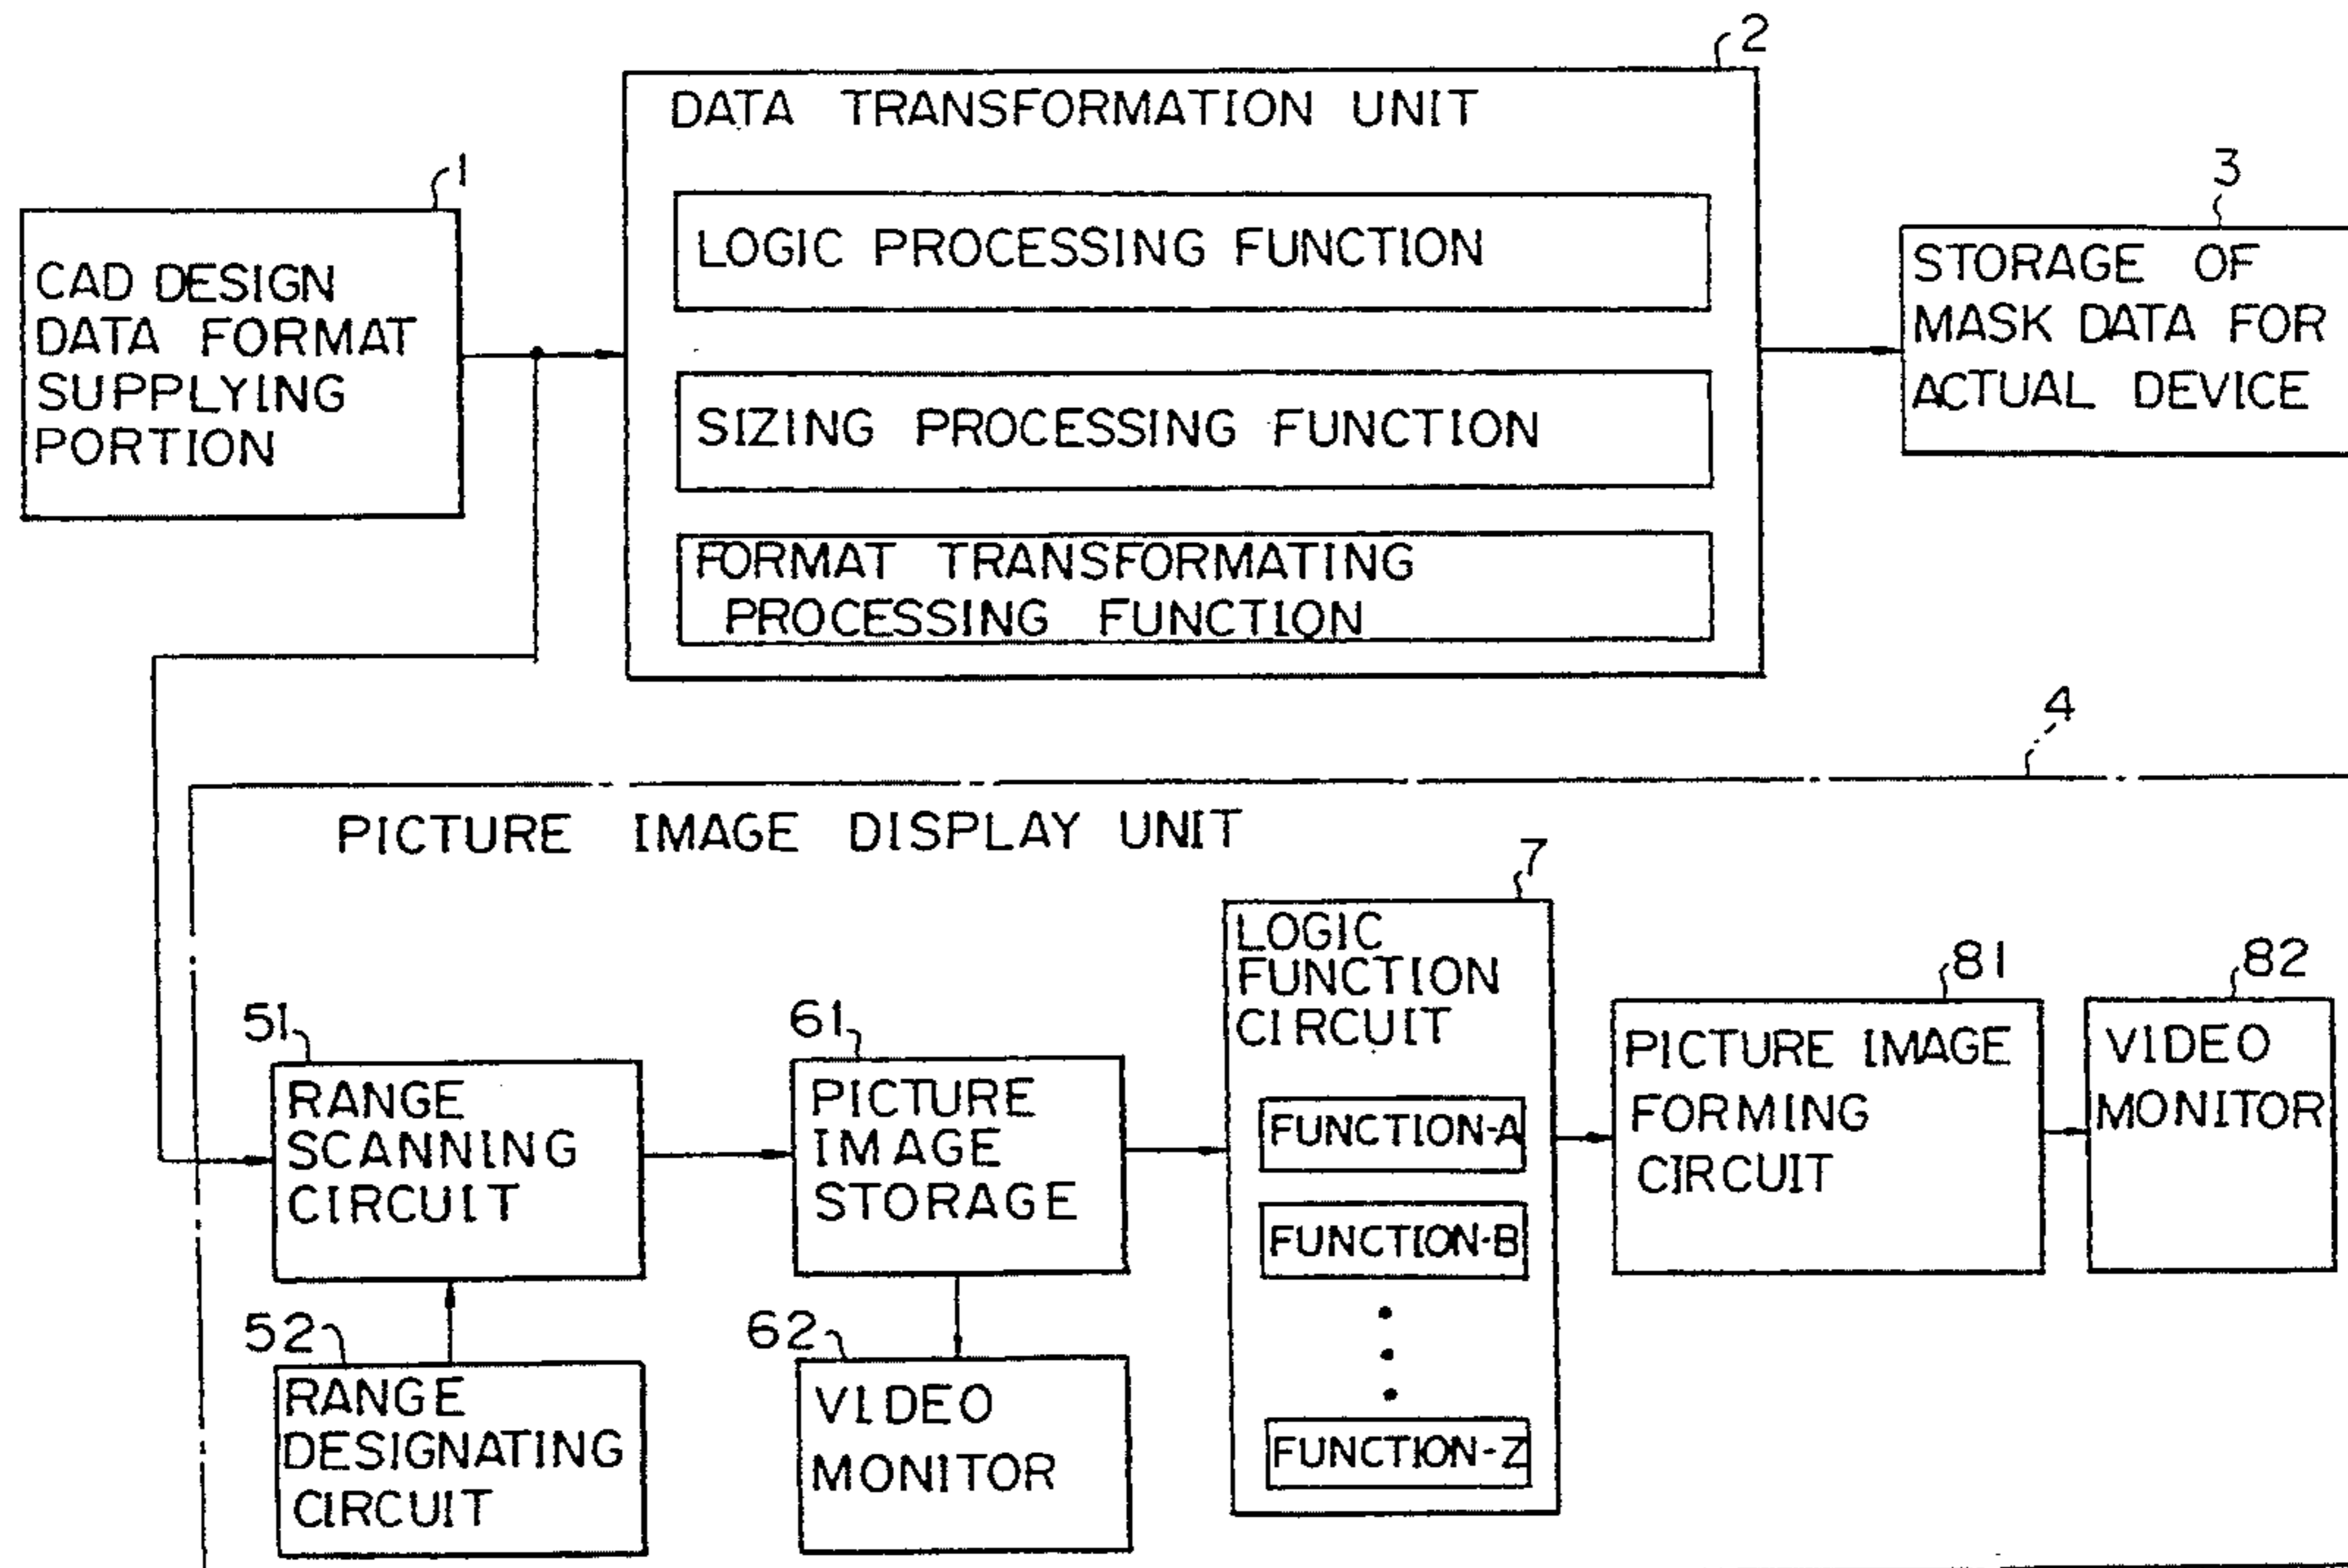 2
DATA TRANSFORMATION UNIT
1
3
CAD DESIGN
DATA FORMAT
SUPPLYING
PORTION
LOGIC PROCESSING FUNCTION
SIZING PROCESSING FUNCTION
FORMAT TRANSFORMATING
PROCESSING FUNCTION
STORAGE OF
MASK DATA FOR
ACTUAL DEVICE
4
PICTURE IMAGE DISPLAY UNIT
51
RANGE
SCANNING
CIRCUIT
52
RANGE
DESIGNATING
CIRCUIT
61
PICTURE
IMAGE
STORAGE
62
VIDEO
MONITOR
7
LOGIC
FUNCTION
CIRCUIT
FUNCTION-A
FUNCTION-B
FUNCTION-Z
81
PICTURE IMAGE
FORMING
CIRCUIT
82
VIDEO
MONITOR